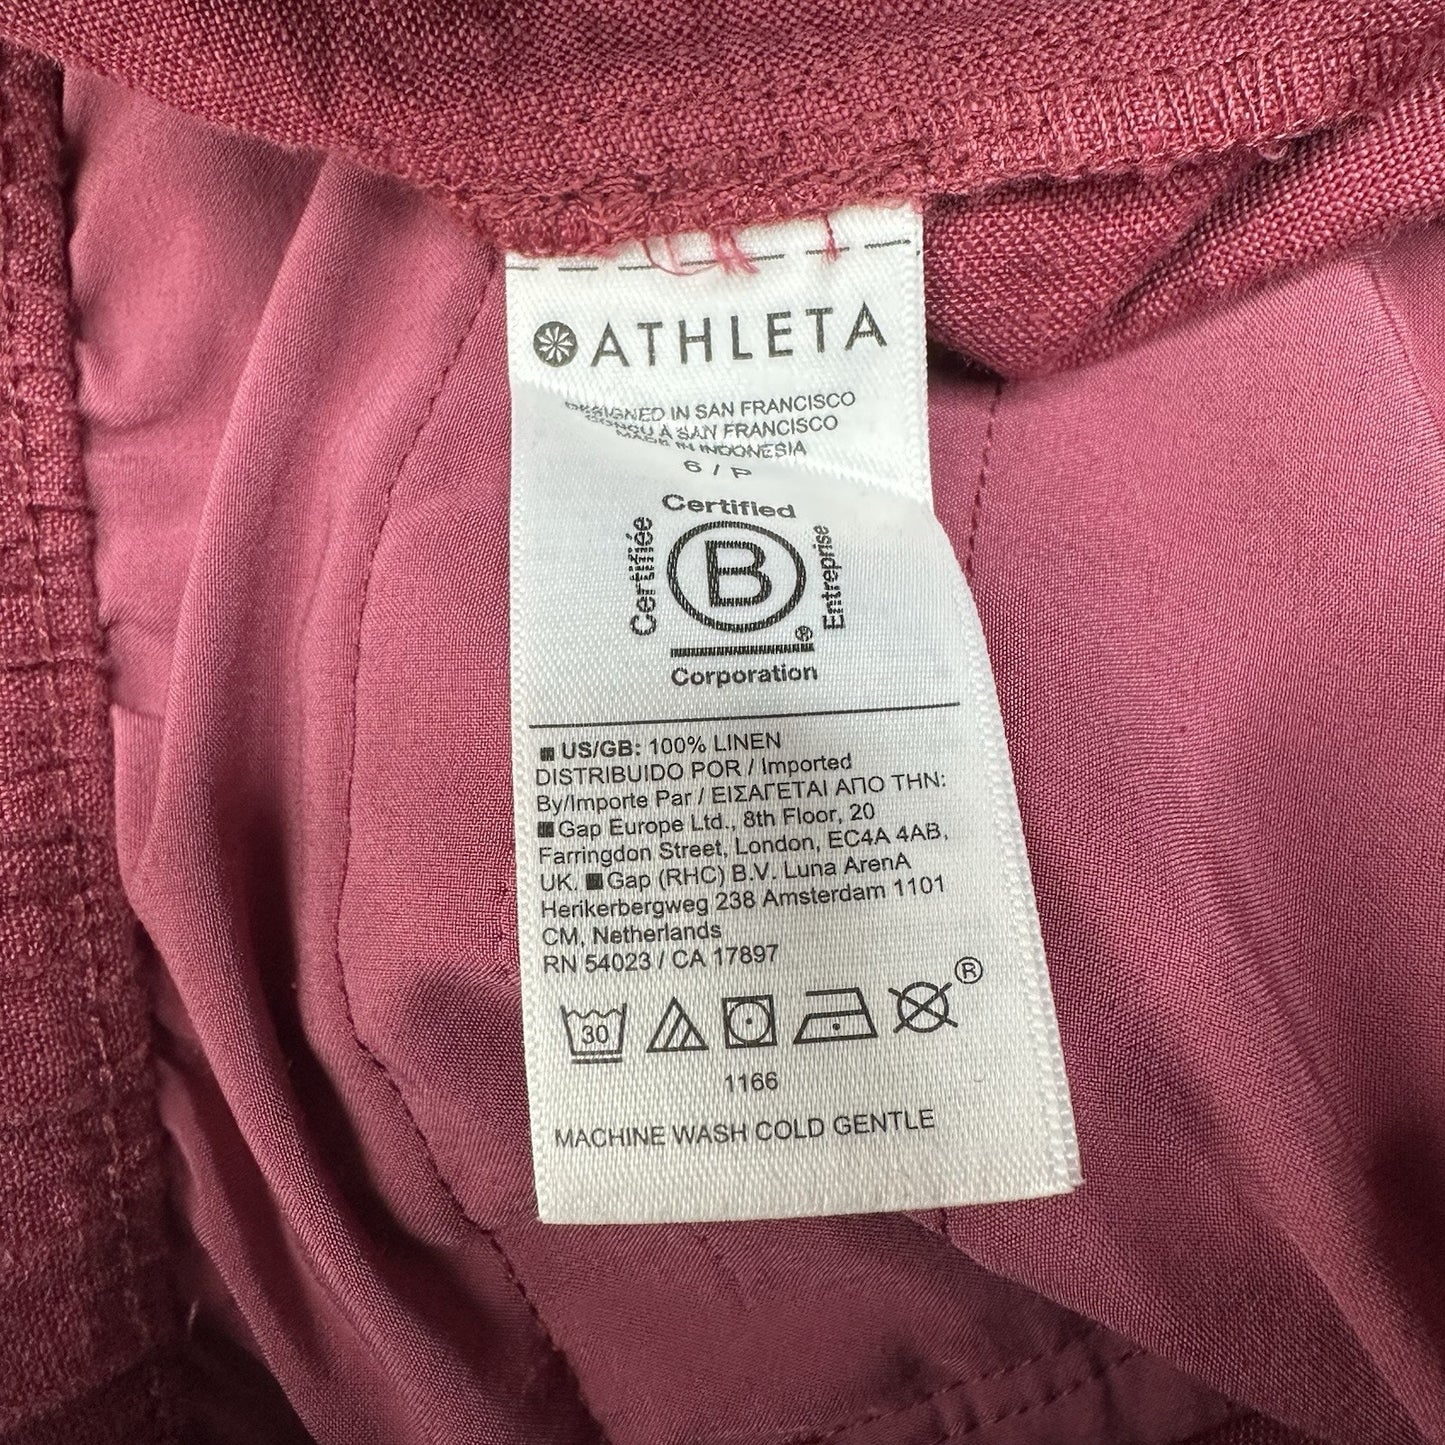 ATHLETA
DESIGNED IN SAN FRANCISCO
CONÇU A SAN FRANCISCO
MADE IN INDONESIA
6 / P
Certified
Certifiée
B
Entreprise
®
Corporation
US/GB: 100% LINEN
DISTRIBUIDO POR / Imported
By/Importe Par / ΕΙΣΑΓΕΤΑΙ ΑΠΟ ΤΗΝ:
Gap Europe Ltd., 8th Floor, 20
Farringdon Street, London, EC4A 4AB,
UK. Gap (RHC) B.V. Luna ArenA
Herikerbergweg 238 Amsterdam 1101
CM, Netherlands
RN 54023 / CA 17897
30
®
1166
MACHINE WASH COLD GENTLE